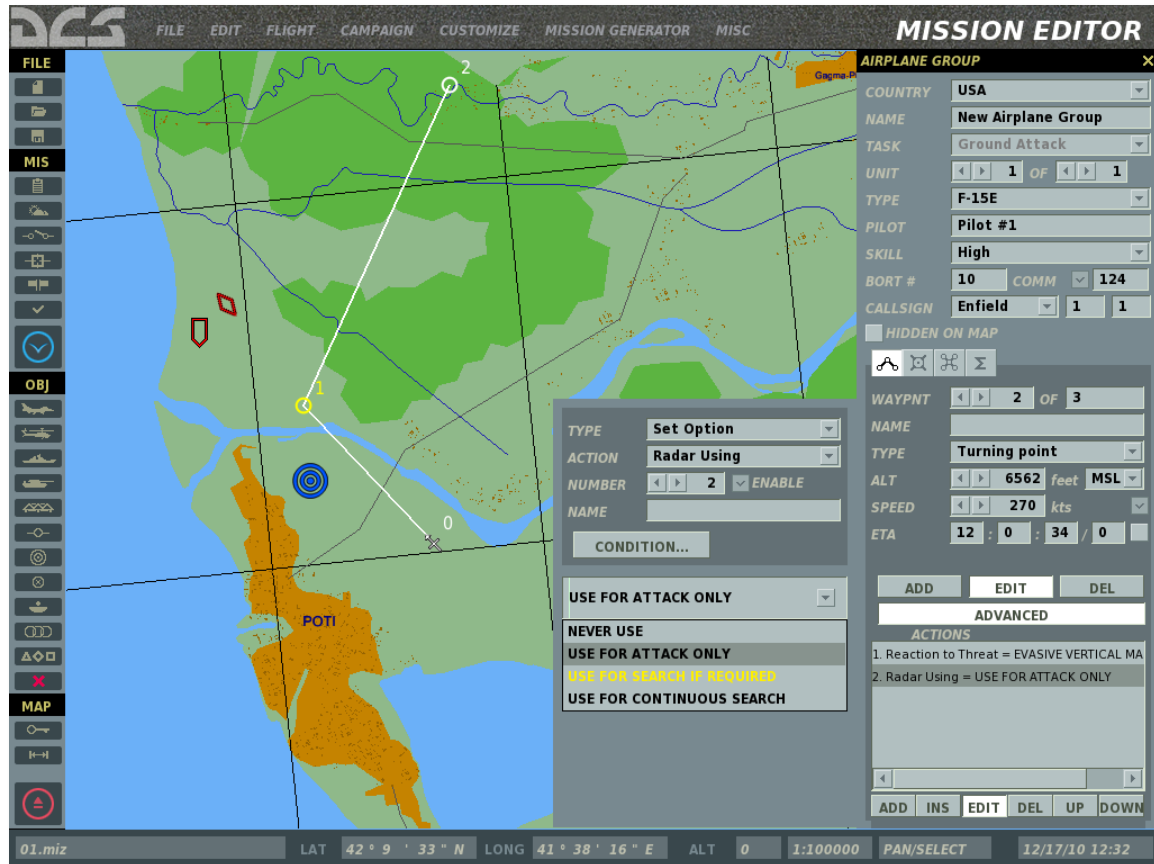 DCS FILE EDIT FLIGHT CAMPAIGN CUSTOMIZE MISSION GENERATOR MISC MISSION EDITOR
FILE
MIS
OBJ
MAP
2
1
0
POTI
AIRPLANE GROUP ×
COUNTRY USA
NAME New Airplane Group
TASK Ground Attack
UNIT 1 OF 1
TYPE F-15E
PILOT Pilot #1
SKILL High
BORT # 10 COMM 124
CALLSIGN Enfield 1 1
HIDDEN ON MAP
Σ
WAYPNT 2 OF 3
NAME
TYPE Turning point
ALT 6562 feet MSL
SPEED 270 kts
ETA 12 : 0 : 34 / 0
ADD EDIT DEL
ADVANCED
ACTIONS
1. Reaction to Threat = EVASIVE VERTICAL MA
2. Radar Using = USE FOR ATTACK ONLY
ADD INS EDIT DEL UP DOWN
TYPE Set Option
ACTION Radar Using
NUMBER 2 ENABLE
NAME
CONDITION...
USE FOR ATTACK ONLY
NEVER USE
USE FOR ATTACK ONLY
USE FOR SEARCH IF REQUIRED
USE FOR CONTINUOUS SEARCH
01.miz LAT 42 ° 9 ' 33 " N LONG 41 ° 38 ' 16 " E ALT 0 1:100000 PAN/SELECT 12/17/10 12:32